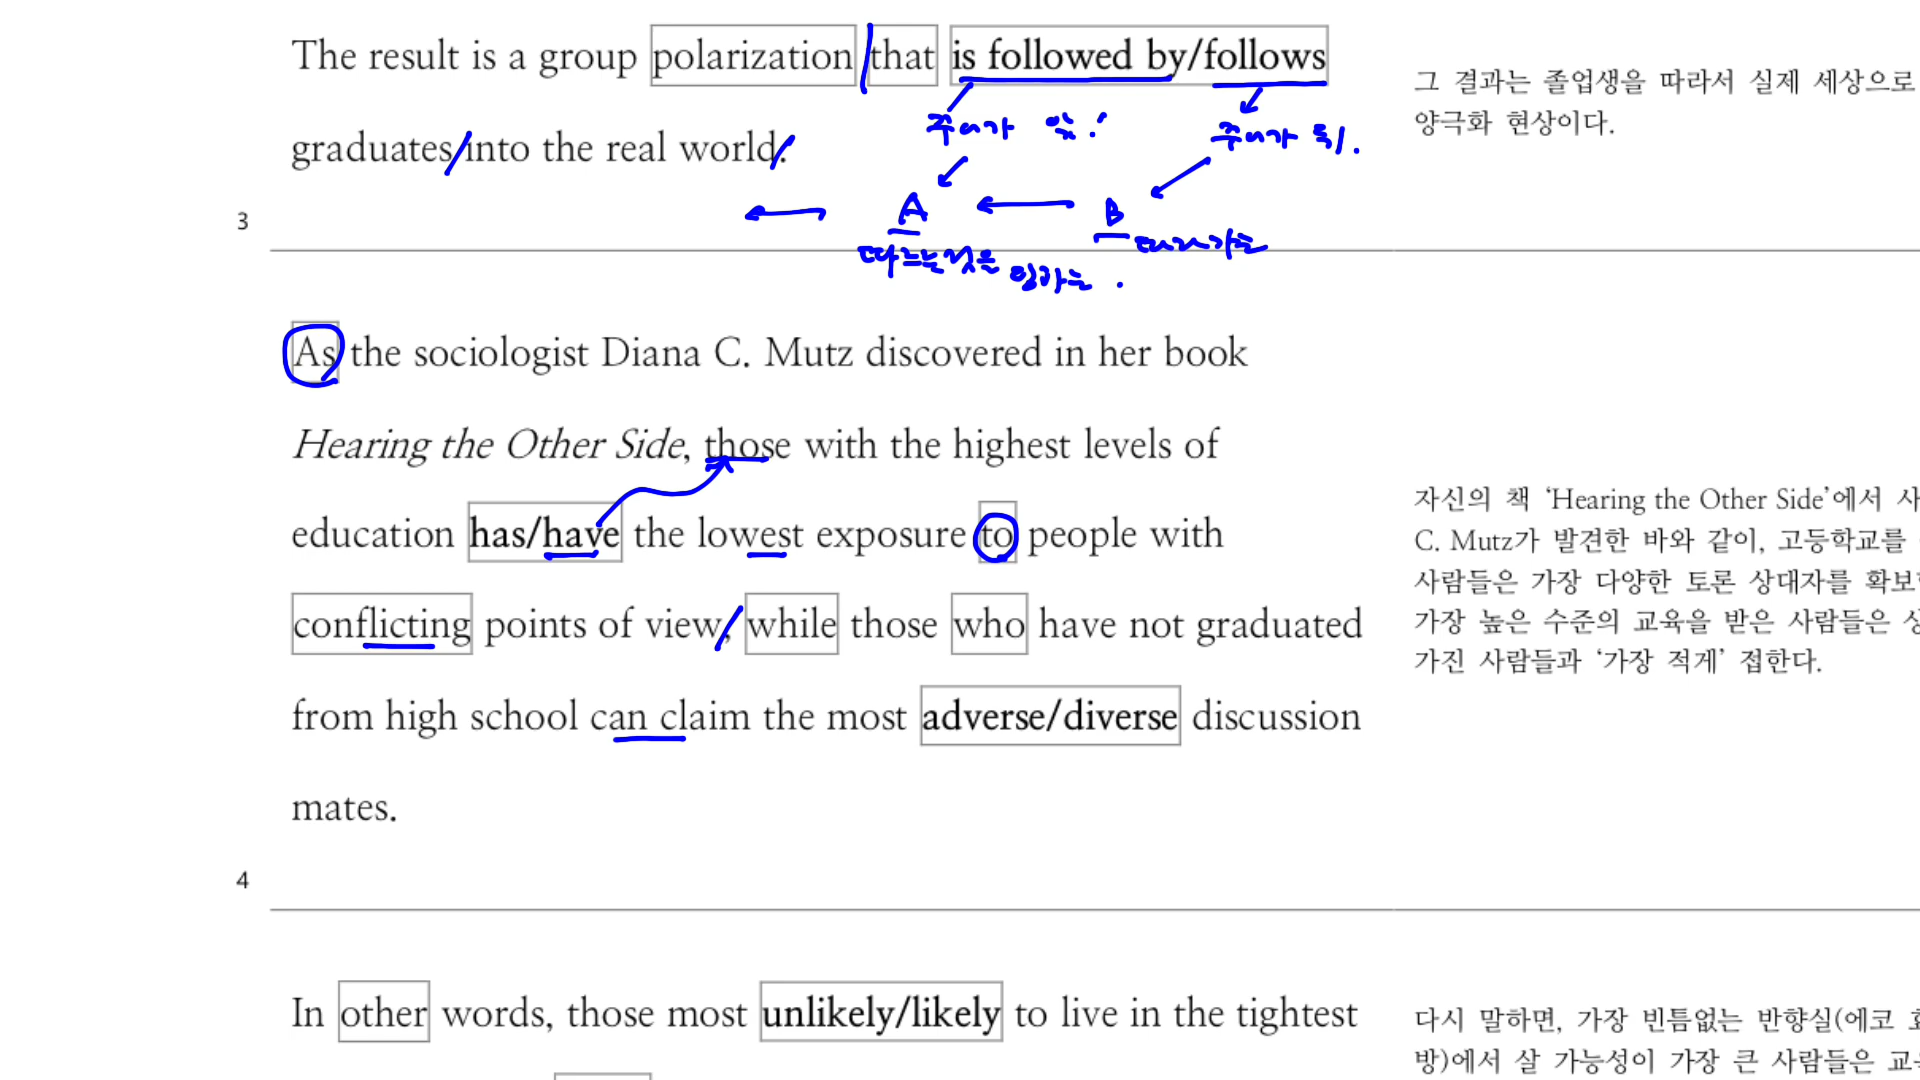 The result is a group polarization that is followed by/follows
graduates into the real world.
그 결과는 졸업생을 따라서 실제 세상으로
양극화 현상이다.
주어가 앞!
주어가 뒤.
A
B
따라가는
3
As the sociologist Diana C. Mutz discovered in her book
Hearing the Other Side, those with the highest levels of
education has/have the lowest exposure to people with
conflicting points of view, while those who have not graduated
from high school can claim the most adverse/diverse discussion
mates.
자신의 책 ‘Hearing the Other Side’에서 사
C. Mutz가 발견한 바와 같이, 고등학교를
사람들은 가장 다양한 토론 상대자를 확보
가장 높은 수준의 교육을 받은 사람들은
가진 사람들과 ‘가장 적게’ 접한다.
4
In other words, those most unlikely/likely to live in the tightest
다시 말하면, 가장 빈틈없는 반향실(에코
방)에서 살 가능성이 가장 큰 사람들은